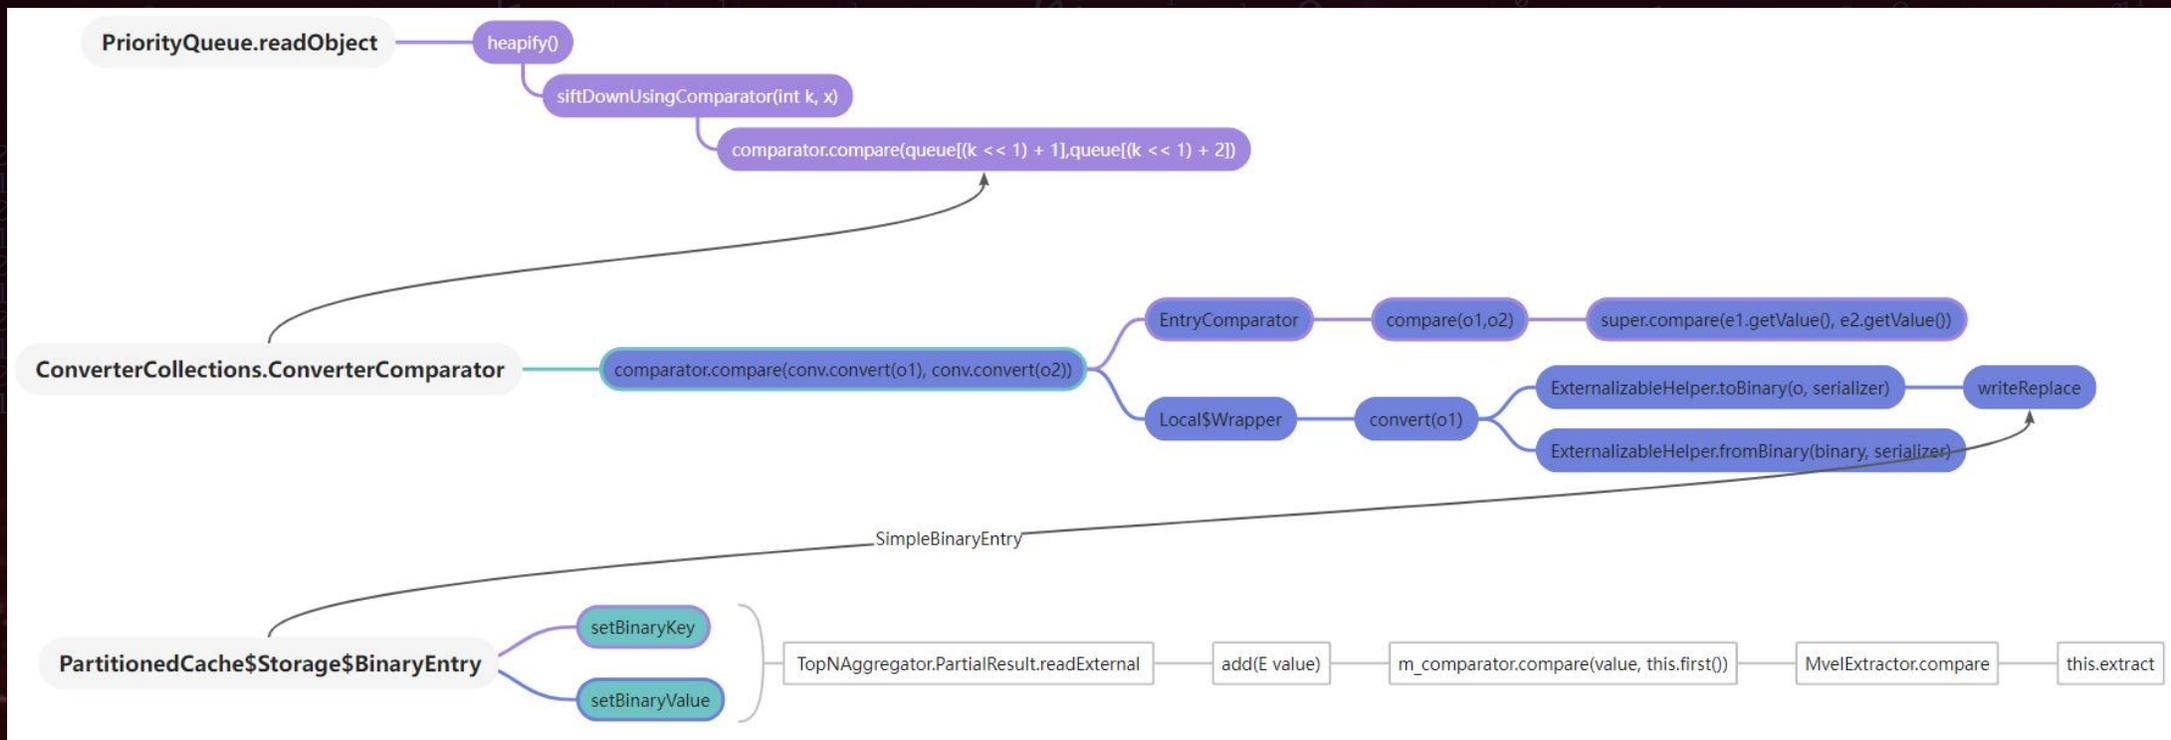 PriorityQueue.readObject
heapify()
siftDownUsingComparator(int k, x)
comparator.compare(queue[(k << 1) + 1],queue[(k << 1) + 2])
ConverterCollections.ConverterComparator
comparator.compare(conv.convert(o1), conv.convert(o2))
EntryComparator
compare(o1,o2)
super.compare(e1.getValue(), e2.getValue())
Local$Wrapper
convert(o1)
ExternalizableHelper.toBinary(o, serializer)
writeReplace
ExternalizableHelper.fromBinary(binary, serializer)
SimpleBinaryEntry
PartitionedCache$Storage$BinaryEntry
setBinaryKey
setBinaryValue
TopNAggregator.PartialResult.readExternal
add(E value)
m_comparator.compare(value, this.first())
MvelExtractor.compare
this.extract